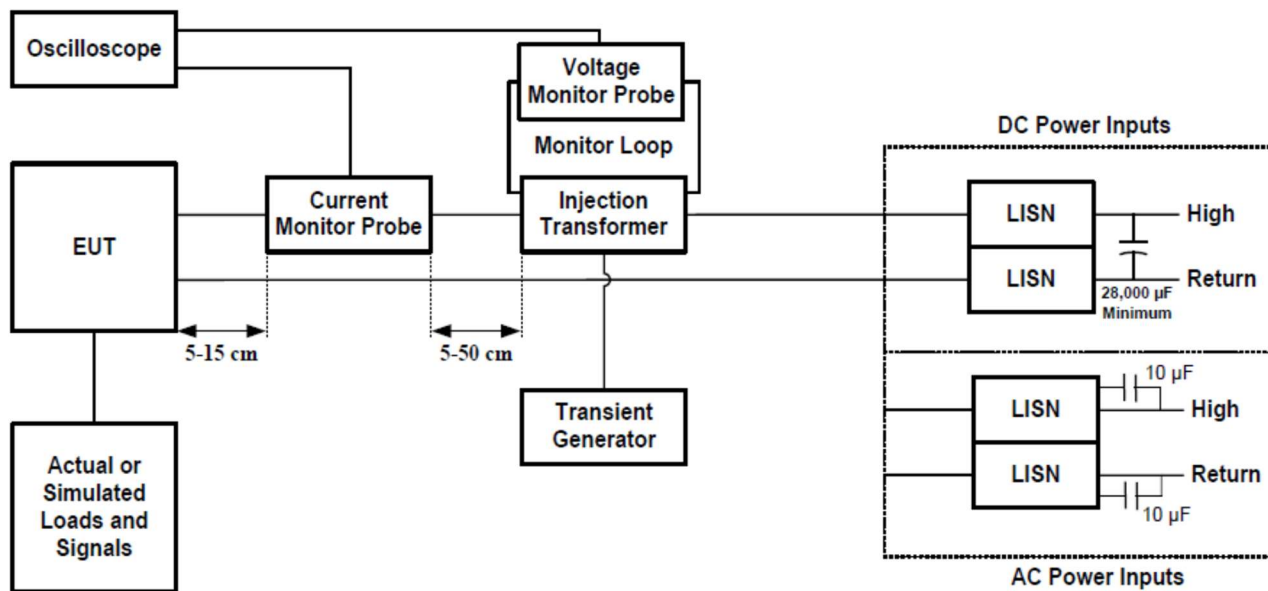 Oscilloscope
Voltage
Monitor Probe
Monitor Loop
DC Power Inputs
EUT
Current
Monitor Probe
Injection
Transformer
LISN
High
LISN
Return
28,000 µF
Minimum
5-15 cm
5-50 cm
10 µF
LISN
High
Transient
Generator
Actual or
Simulated
Loads and
Signals
LISN
Return
10 µF
AC Power Inputs